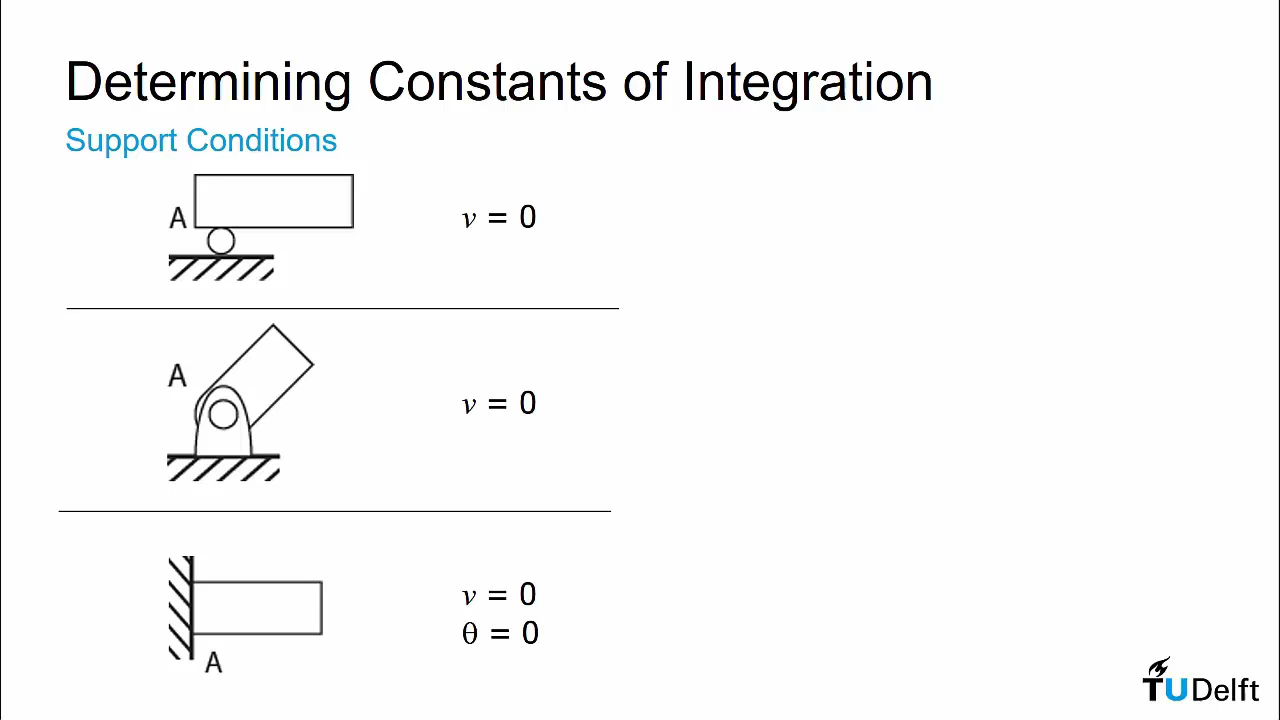 Determining Constants of Integration
Support Conditions
A
v = 0
A
v = 0
v = 0
θ = 0
A
TUDelft